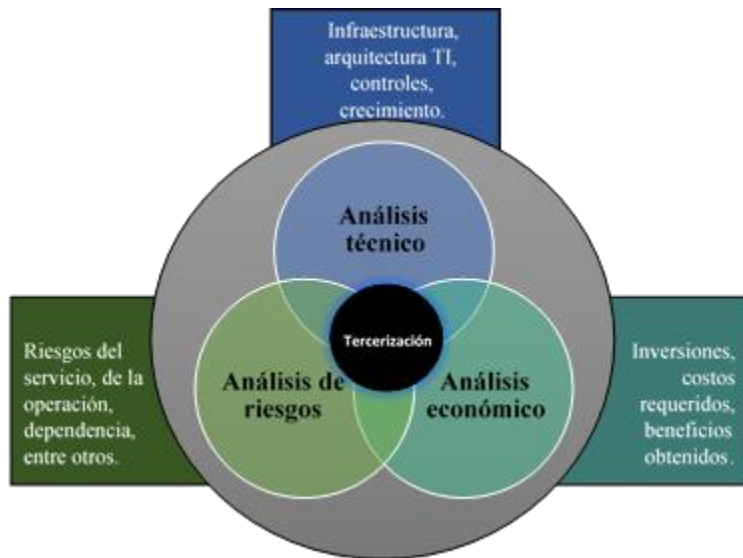 Infraestructura,
arquitectura TI,
controles,
crecimiento.
Análisis
técnico
Tercerización
Riesgos del
servicio, de la
operación,
dependencia,
entre otros.
Análisis de
riesgos
Análisis
económico
Inversiones,
costos
requeridos,
beneficios
obtenidos.